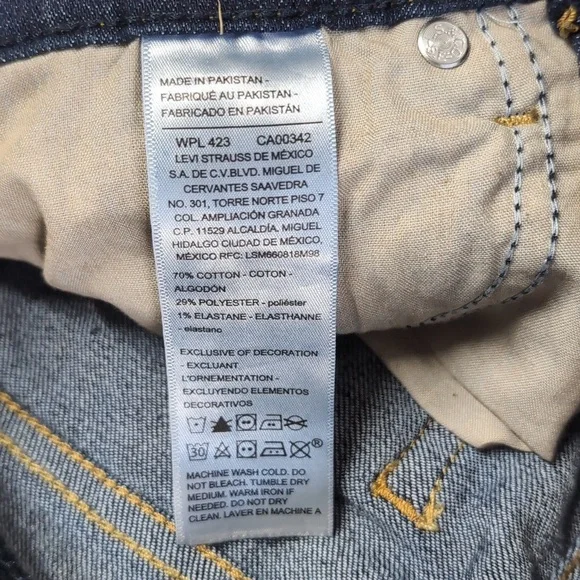 MADE IN PAKISTAN -
FABRIQUÉ AU PAKISTAN -
FABRICADO EN PAKISTÁN
WPL 423 CA00342
LEVI STRAUSS DE MÉXICO
S.A. DE C.V.BLVD. MIGUEL DE
CERVANTES SAAVEDRA
NO. 301, TORRE NORTE PISO 7
COL. AMPLIACIÓN GRANADA
C.P. 11529 ALCALDÍA. MIGUEL
HIDALGO CIUDAD DE MÉXICO,
MÉXICO RFC: LSM660818M98
70% COTTON - COTON -
ALGODÓN
29% POLYESTER - poliéster
1% ELASTANE - ELASTHANNE
- elastano
EXCLUSIVE OF DECORATION
- EXCLUANT
L'ORNEMENTATION -
EXCLUYENDO ELEMENTOS
DECORATIVOS
30 ®
MACHINE WASH COLD. DO
NOT BLEACH. TUMBLE DRY
MEDIUM. WARM IRON IF
NEEDED. DO NOT DRY
CLEAN. LAVER EN MACHINE A